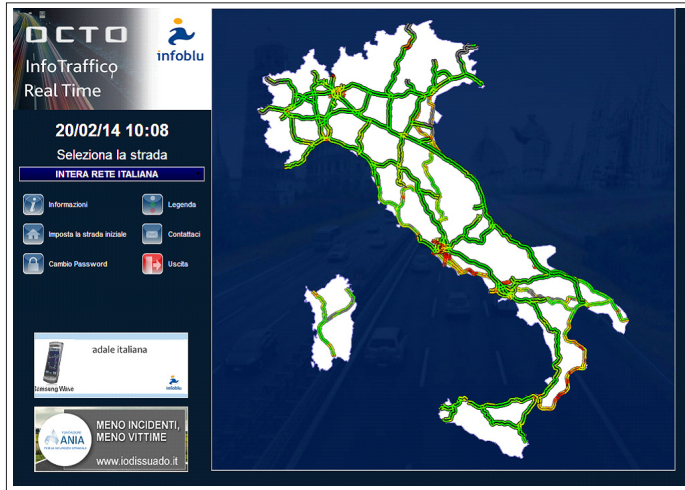 OCTO
infoblu
InfoTraffico
Real Time
20/02/14 10:08
Seleziona la strada
INTERA RETE ITALIANA
Informazioni
Legenda
Imposta la strada iniziale
Contattaci
Cambio Password
Uscita
adale italiana
infoblu
ANIA
MENO INCIDENTI,
MENO VITTIME
www.iodissuado.it